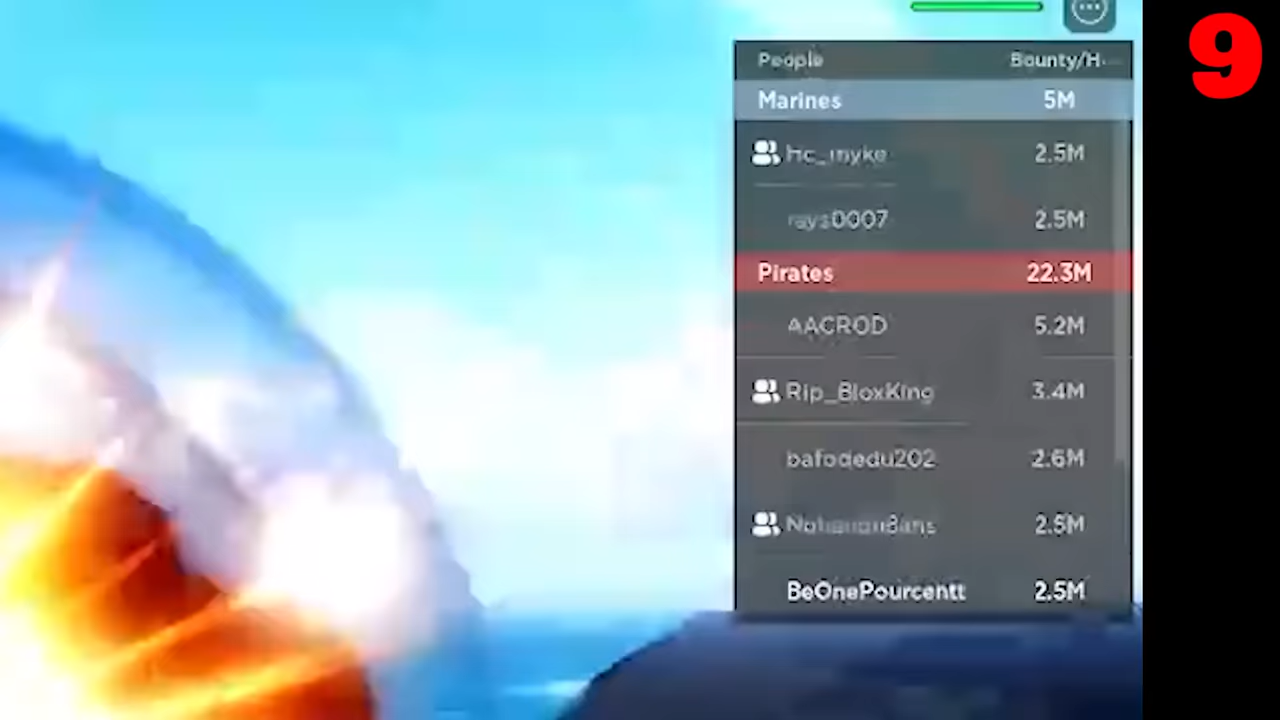 9
People Bounty/H...
Marines 5M
Hc_myke 2.5M
rays0007 2.5M
Pirates 22.3M
AACROD 5.2M
Rip_BloxKing 3.4M
bafodedu202 2.6M
2.5M
BeOnePourcentt 2.5M